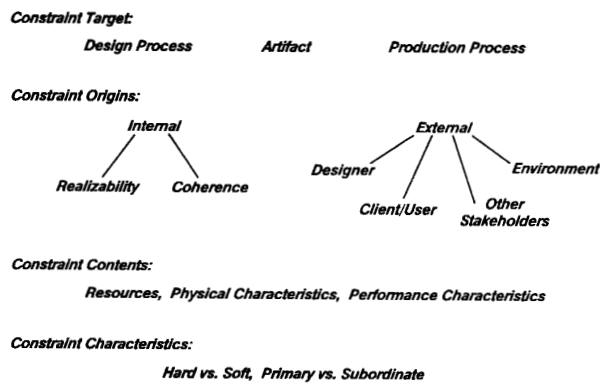 Constraint Target:
Design Process Artifact Production Process
Constraint Origins:
Internal External
Designer Environment
Realizability Coherence
Client/User Other
Stakeholders
Constraint Contents:
Resources, Physical Characteristics, Performance Characteristics
Constraint Characteristics:
Hard vs. Soft, Primary vs. Subordinate